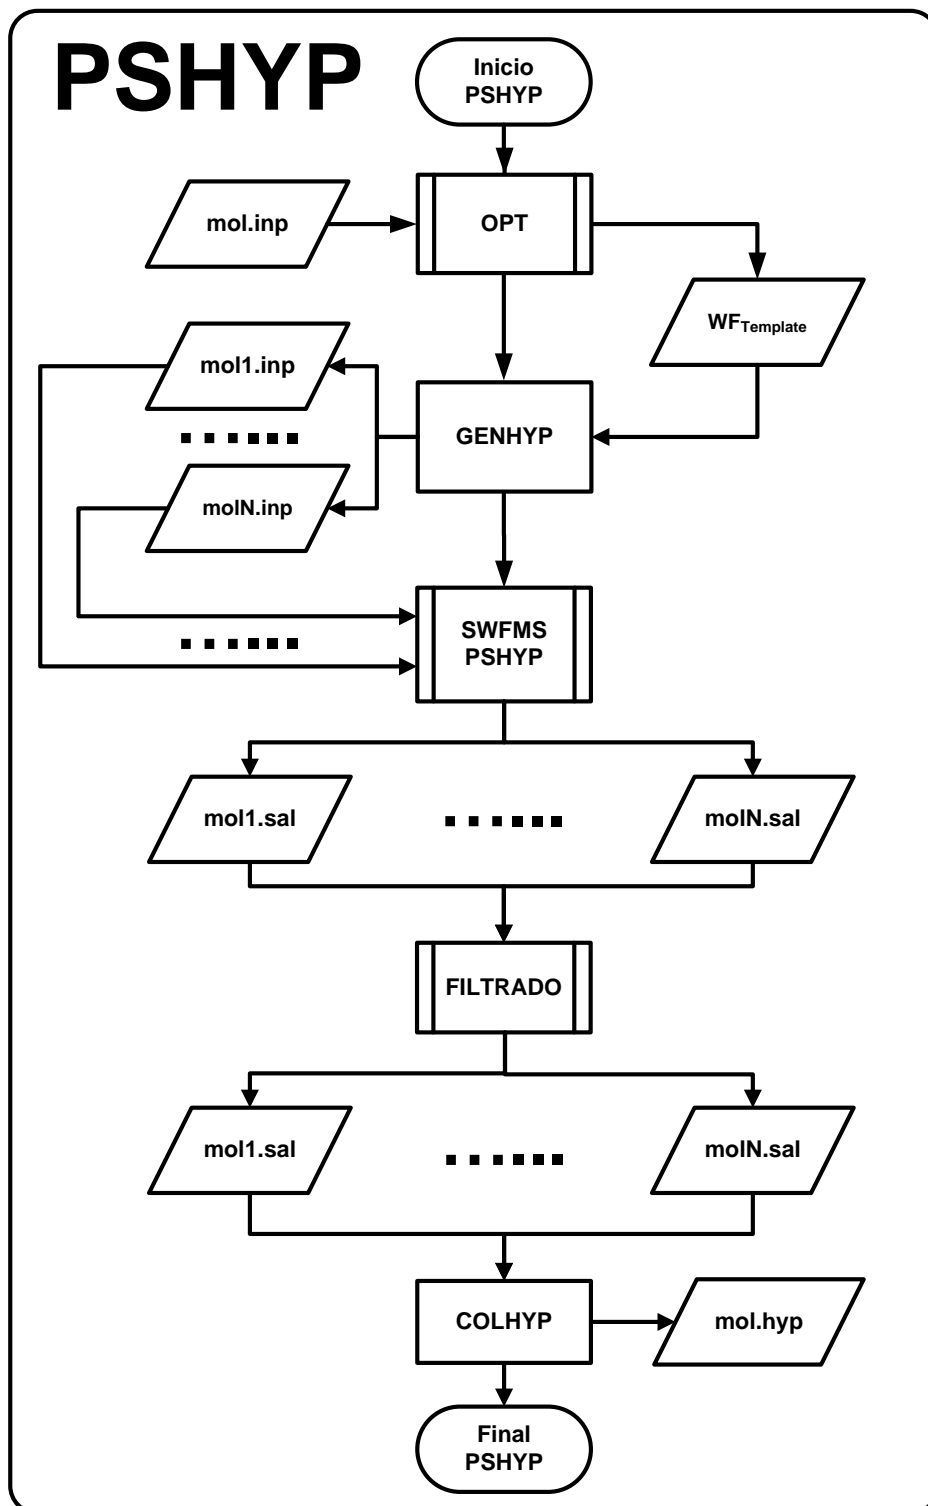 PSHYP
Inicio
PSHYP
mol.inp
OPT
WFTemplate
mol1.inp
GENHYP
molN.inp
SWFMS
PSHYP
mol1.sal
molN.sal
FILTRADO
mol1.sal
molN.sal
COLHYP
mol.hyp
Final
PSHYP